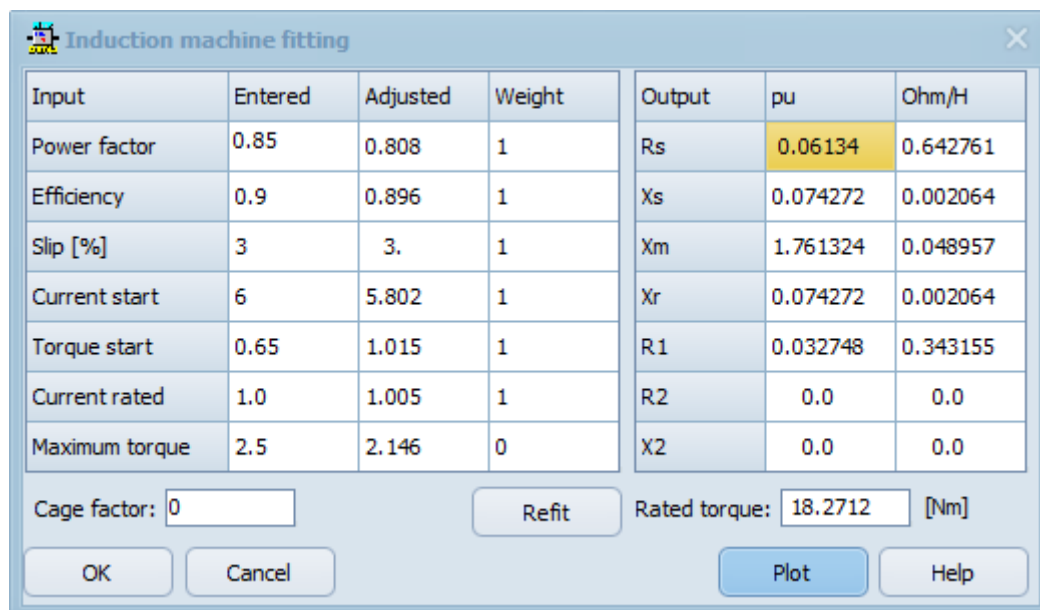 Induction machine fitting
Input Entered Adjusted Weight Output pu Ohm/H
Power factor 0.85 0.808 1 Rs 0.06134 0.642761
Efficiency 0.9 0.896 1 Xs 0.074272 0.002064
Slip [%] 3 3. 1 Xm 1.761324 0.048957
Current start 6 5.802 1 Xr 0.074272 0.002064
Torque start 0.65 1.015 1 R1 0.032748 0.343155
Current rated 1.0 1.005 1 R2 0.0 0.0
Maximum torque 2.5 2.146 0 X2 0.0 0.0
Cage factor: 0 Refit Rated torque: 18.2712 [Nm]
OK Cancel Plot Help